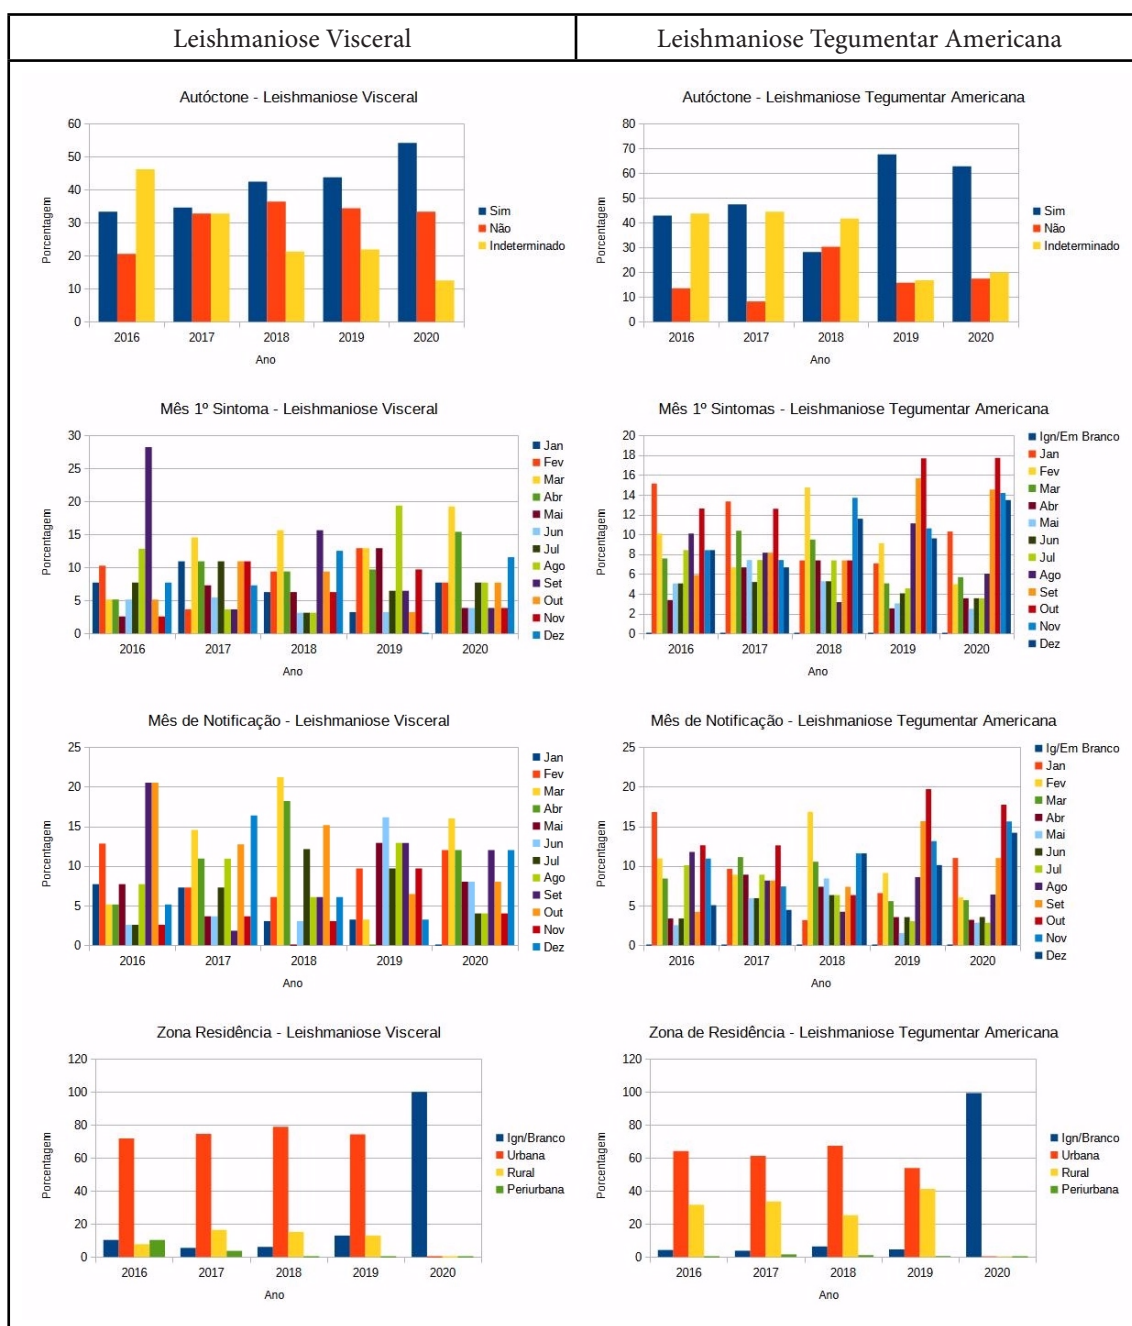 Leishmaniose Visceral
Leishmaniose Tegumentar Americana
Autóctone - Leishmaniose Visceral
60
50
40
30
20
10
0
Porcentagem
2016 2017 2018 2019 2020
Ano
Sim
Não
Indeterminado
Autóctone - Leishmaniose Tegumentar Americana
80
70
60
50
40
30
20
10
0
Porcentagem
2016 2017 2018 2019 2020
Ano
Sim
Não
Indeterminado
Mês 1º Sintoma - Leishmaniose Visceral
30
25
20
15
10
5
0
Porcentagem
2016 2017 2018 2019 2020
Ano
Jan
Fev
Mar
Abr
Mai
Jun
Jul
Ago
Set
Out
Nov
Dez
Mês 1º Sintomas - Leishmaniose Tegumentar Americana
20
18
16
14
12
10
8
6
4
2
0
Porcentagem
2016 2017 2018 2019 2020
Ano
Ign/Em Branco
Jan
Fev
Mar
Abr
Mai
Jun
Jul
Ago
Set
Out
Nov
Dez
Mês de Notificação - Leishmaniose Visceral
25
20
15
10
5
0
Porcentagem
2016 2017 2018 2019 2020
Ano
Jan
Fev
Mar
Abr
Mai
Jun
Jul
Ago
Set
Out
Nov
Dez
Mês de Notificação - Leishmaniose Tegumentar Americana
25
20
15
10
5
0
Porcentagem
2016 2017 2018 2019 2020
Ano
Ig/Em Branco
Jan
Fev
Mar
Abr
Mai
Jun
Jul
Ago
Set
Out
Nov
Dez
Zona Residência - Leishmaniose Visceral
120
100
80
60
40
20
0
Porcentagem
2016 2017 2018 2019 2020
Ano
Ign/Branco
Urbana
Rural
Periurbana
Zona de Residência - Leishmaniose Tegumentar Americana
120
100
80
60
40
20
0
Porcentagem
2016 2017 2018 2019 2020
Ano
Ign/Branco
Urbana
Rural
Periurbana